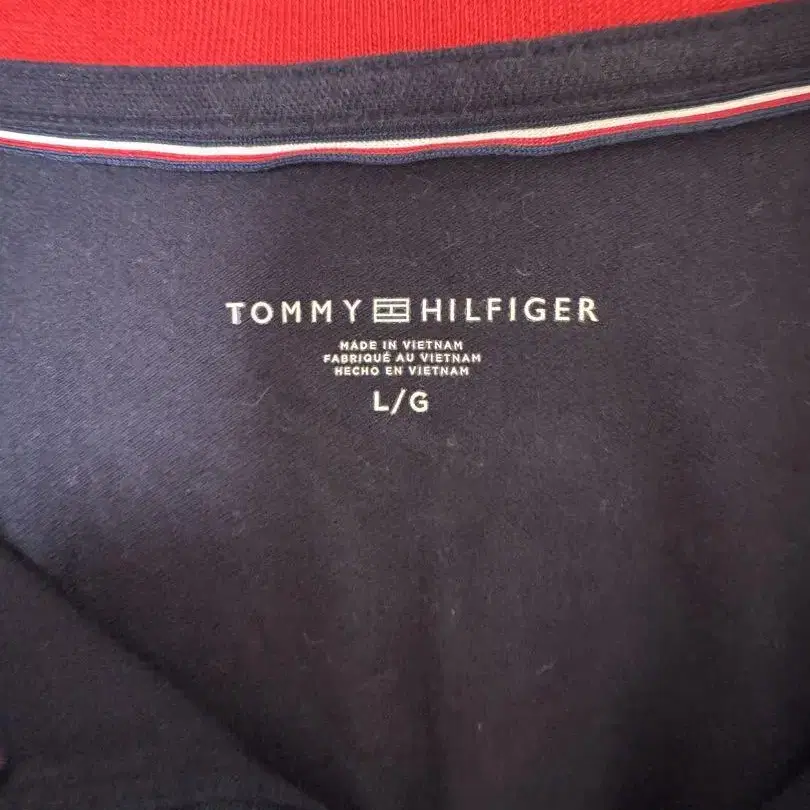 TOMMY HILFIGER
MADE IN VIETNAM
FABRIQUÉ AU VIETNAM
HECHO EN VIETNAM
L/G